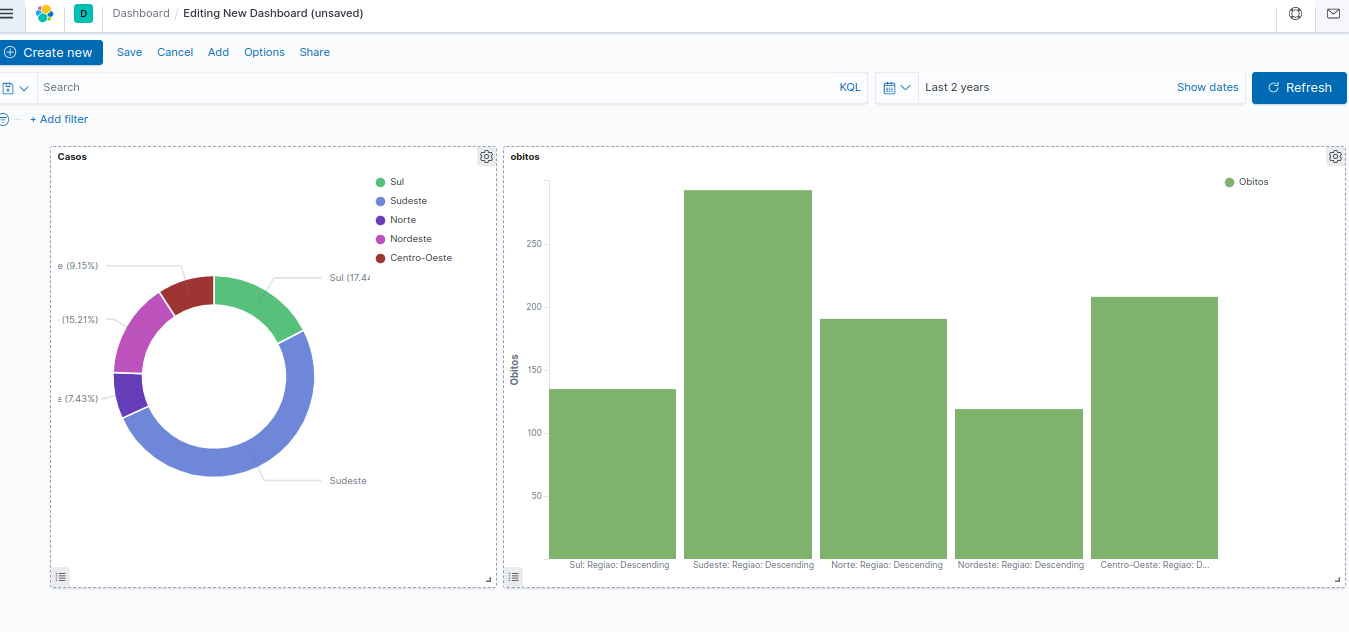 D Dashboard / Editing New Dashboard (unsaved)
Create new Save Cancel Add Options Share
Search KQL Last 2 years Show dates Refresh
+ Add filter
Casos
Sul
Sudeste
Norte
Nordeste
Centro-Oeste
e (9.15%)
Sul (17.44
(15.21%)
e (7.43%)
Sudeste
obitos
Obitos
250
200
150
100
50
Obitos
Sul: Regiao: Descending
Sudeste: Regiao: Descending
Norte: Regiao: Descending
Nordeste: Regiao: Descending
Centro-Oeste: Regiao: D...